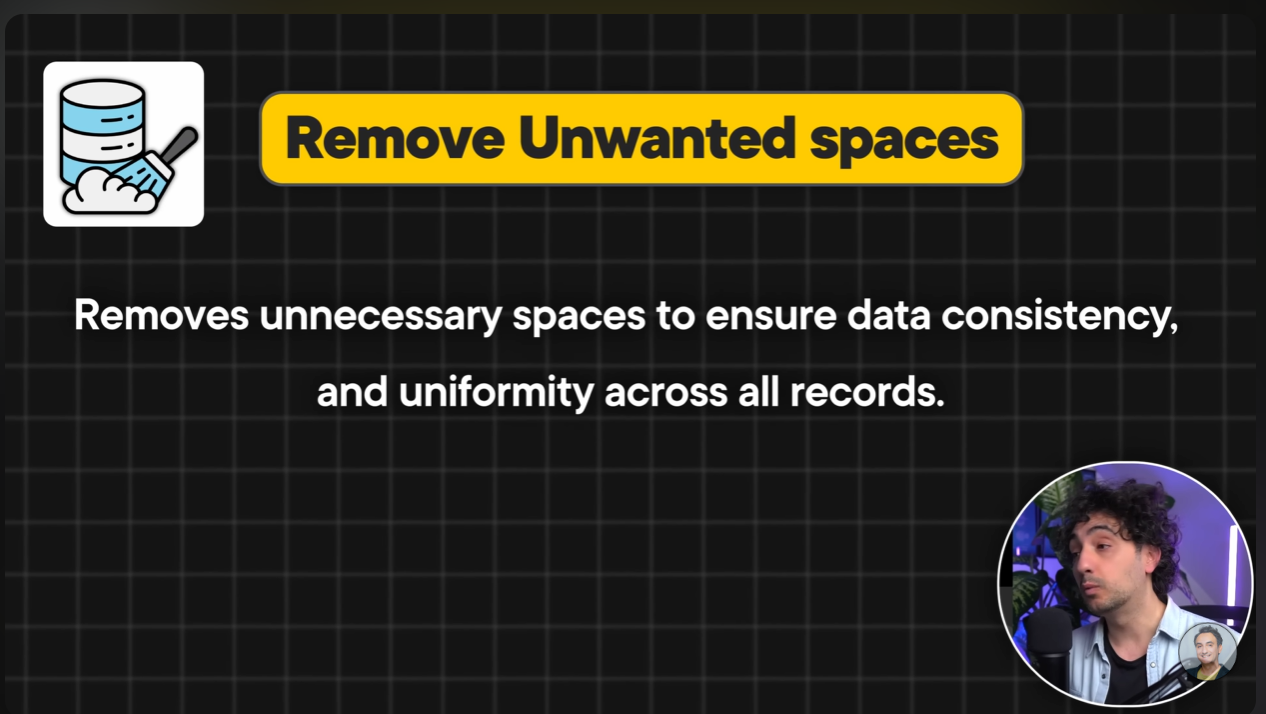 Remove Unwanted spaces
Removes unnecessary spaces to ensure data consistency,
and uniformity across all records.